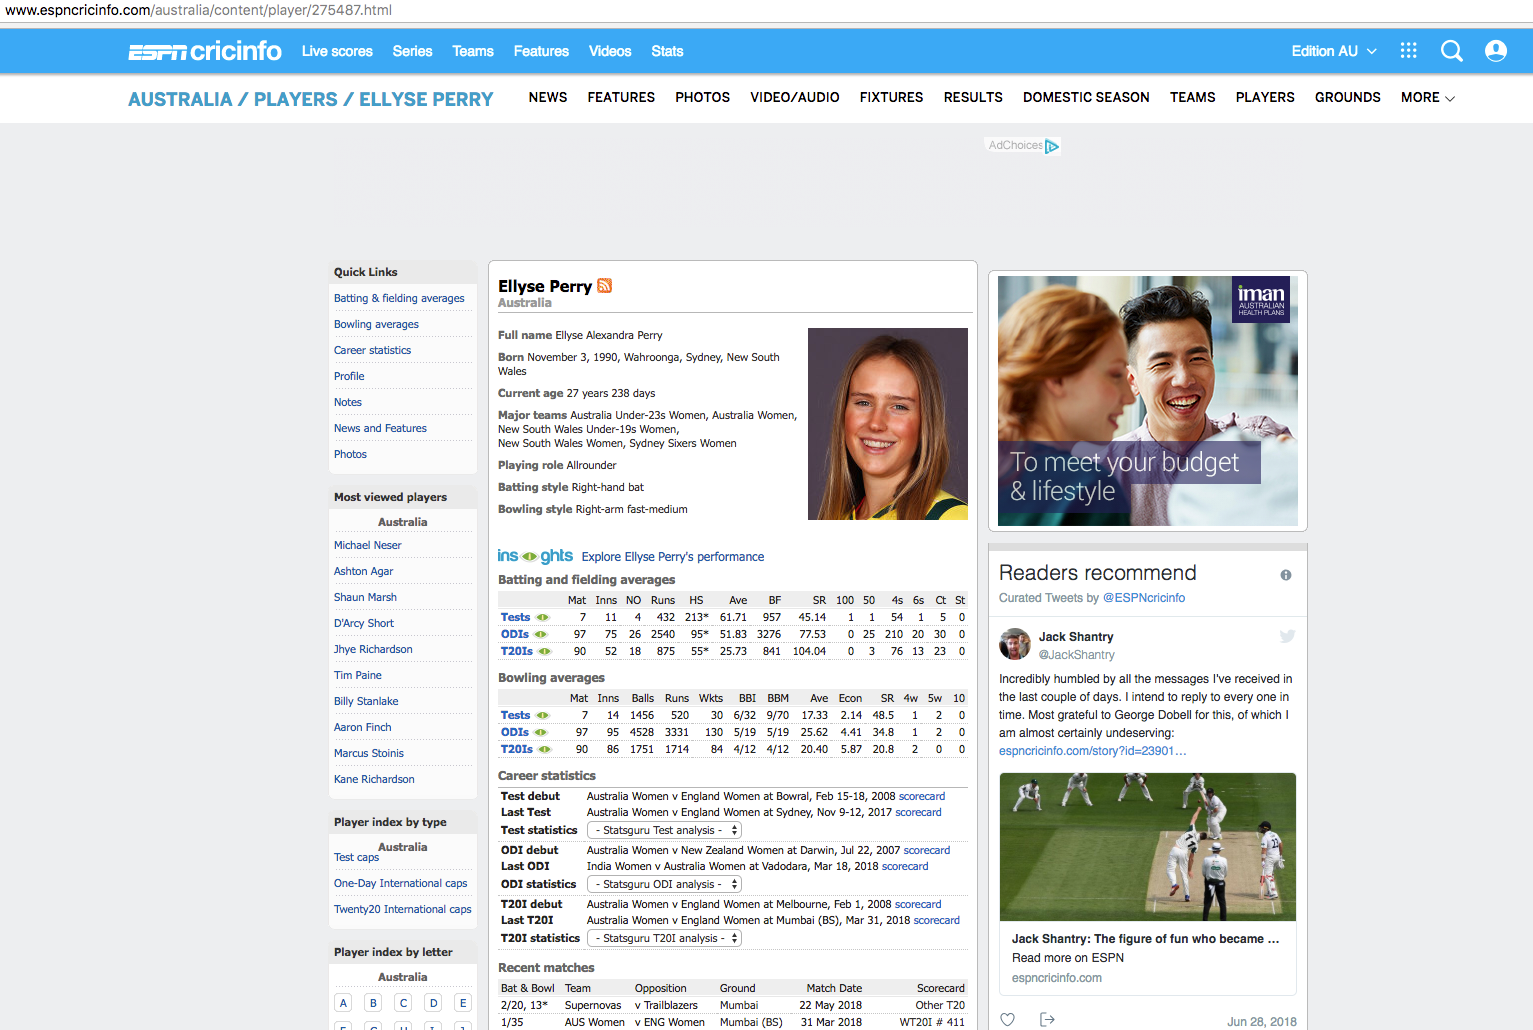 www.espncricinfo.com/australia/content/player/275487.html
ESPN cricinfo Live scores Series Teams Features Videos Stats Edition AU
AUSTRALIA / PLAYERS / ELLYSE PERRY NEWS FEATURES PHOTOS VIDEO/AUDIO FIXTURES RESULTS DOMESTIC SEASON TEAMS PLAYERS GROUNDS MORE
AdChoices
Quick Links
Batting & fielding averages
Bowling averages
Career statistics
Profile
Notes
News and Features
Photos
Most viewed players
Australia
Michael Neser
Ashton Agar
Shaun Marsh
D'Arcy Short
Jhye Richardson
Tim Paine
Billy Stanlake
Aaron Finch
Marcus Stoinis
Kane Richardson
Player index by type
Australia
Test caps
One-Day International caps
Twenty20 International caps
Player index by letter
Australia
A B C D E
Ellyse Perry
Australia
Full name Ellyse Alexandra Perry
Born November 3, 1990, Wahroonga, Sydney, New South
Wales
Current age 27 years 238 days
Major teams Australia Under-23s Women, Australia Women,
New South Wales Under-19s Women,
New South Wales Women, Sydney Sixers Women
Playing role Allrounder
Batting style Right-hand bat
Bowling style Right-arm fast-medium
insights Explore Ellyse Perry's performance
Batting and fielding averages
Mat Inns NO Runs HS Ave BF SR 100 50 4s 6s Ct St
Tests 7 11 4 432 213* 61.71 957 45.14 1 1 54 1 5 0
ODIs 97 75 26 2540 95* 51.83 3276 77.53 0 25 210 20 30 0
T20Is 90 52 18 875 55* 25.73 841 104.04 0 3 76 13 23 0
Bowling averages
Mat Inns Balls Runs Wkts BBI BBM Ave Econ SR 4w 5w 10
Tests 7 14 1456 520 30 6/32 9/70 17.33 2.14 48.5 1 2 0
ODIs 97 95 4528 3331 130 5/19 5/19 25.62 4.41 34.8 1 2 0
T20Is 90 86 1751 1714 84 4/12 4/12 20.40 5.87 20.8 2 0 0
Career statistics
Test debut Australia Women v England Women at Bowral, Feb 15-18, 2008 scorecard
Last Test Australia Women v England Women at Sydney, Nov 9-12, 2017 scorecard
Test statistics - Statsguru Test analysis -
ODI debut Australia Women v New Zealand Women at Darwin, Jul 22, 2007 scorecard
Last ODI India Women v Australia Women at Vadodara, Mar 18, 2018 scorecard
ODI statistics - Statsguru ODI analysis -
T20I debut Australia Women v England Women at Melbourne, Feb 1, 2008 scorecard
Last T20I Australia Women v England Women at Mumbai (BS), Mar 31, 2018 scorecard
T20I statistics - Statsguru T20I analysis -
Recent matches
Bat & Bowl Team Opposition Ground Match Date Scorecard
2/20, 13* Supernovas v Trailblazers Mumbai 22 May 2018 Other T20
1/35 AUS Women v ENG Women Mumbai (BS) 31 Mar 2018 WT20I # 411
iman
AUSTRALIAN
HEALTH PLANS
To meet your budget
& lifestyle
Readers recommend
Curated Tweets by @ESPNcricinfo
Jack Shantry
@JackShantry
Incredibly humbled by all the messages I've received in
the last couple of days. I intend to reply to every one in
time. Most grateful to George Dobell for this, of which I
am almost certainly undeserving:
espncricinfo.com/story?id=23901…
Jack Shantry: The figure of fun who became ...
Read more on ESPN
espncricinfo.com
Jun 28, 2018